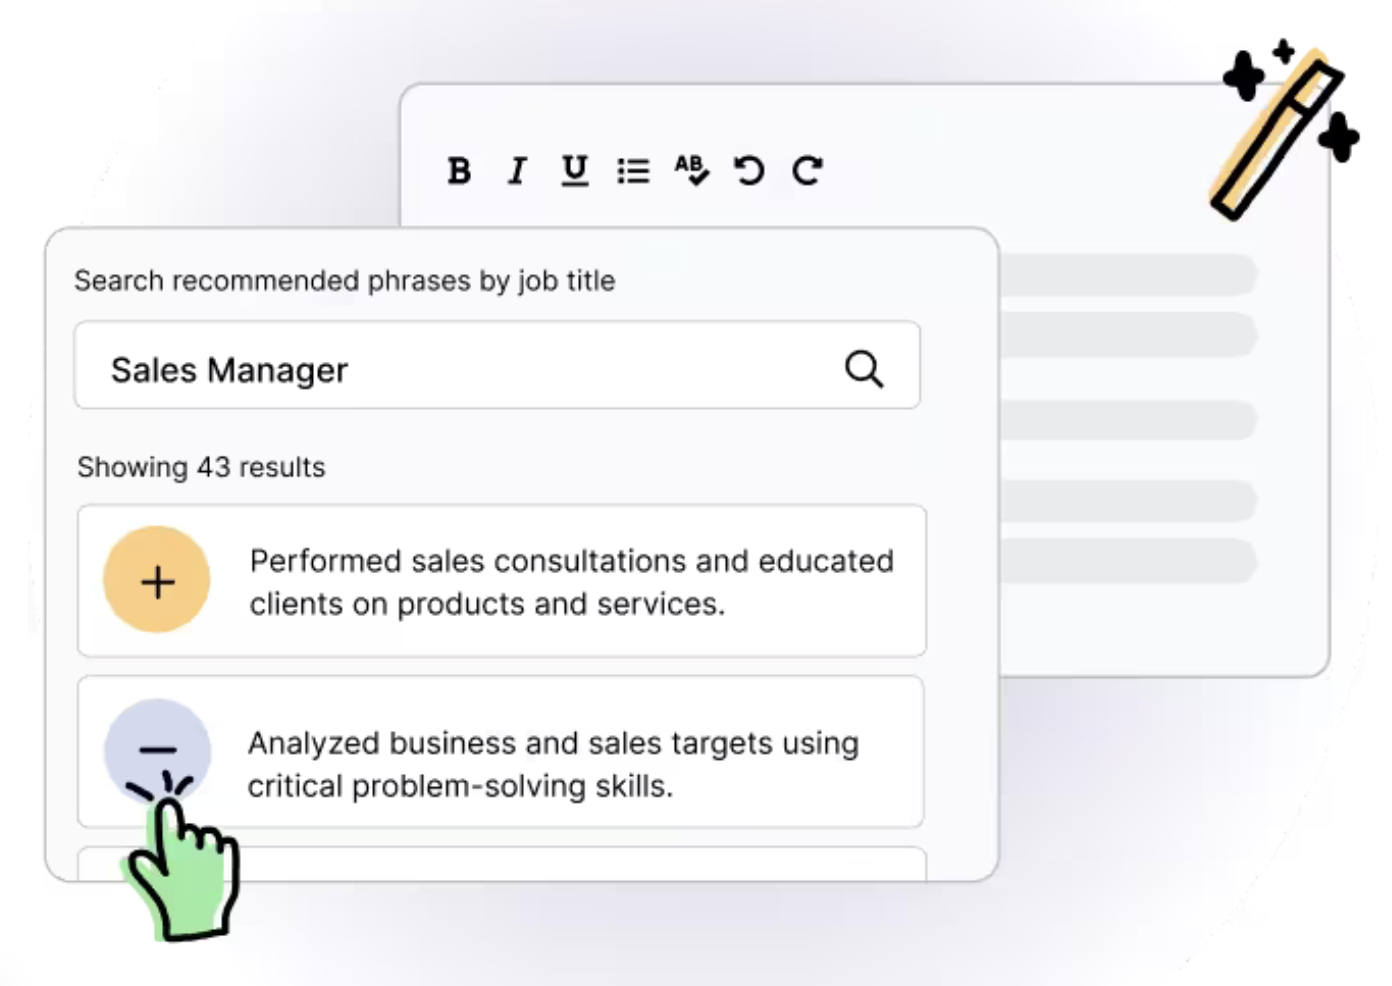 B I U AB
Search recommended phrases by job title
Sales Manager
Showing 43 results
Performed sales consultations and educated
clients on products and services.
Analyzed business and sales targets using
critical problem-solving skills.